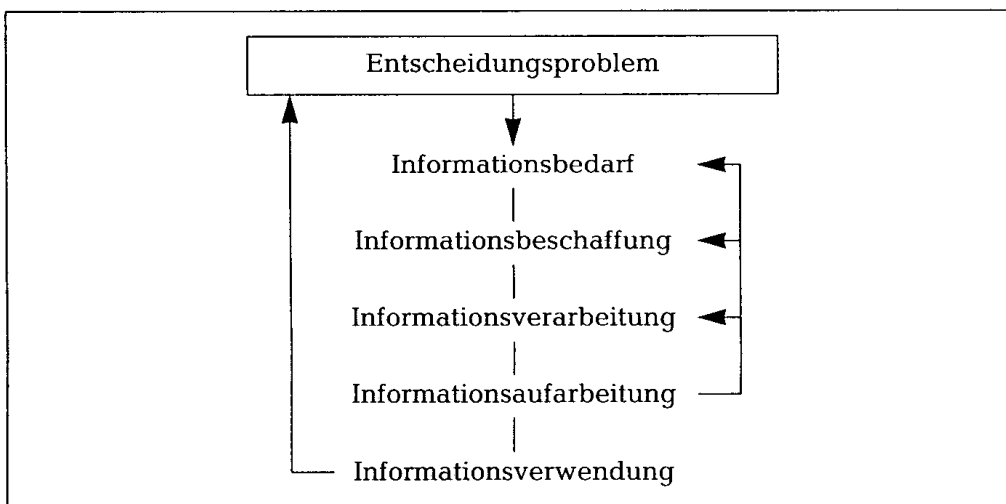 Entscheidungsproblem
Informationsbedarf
Informationsbeschaffung
Informationsverarbeitung
Informationsaufarbeitung
Informationsverwendung